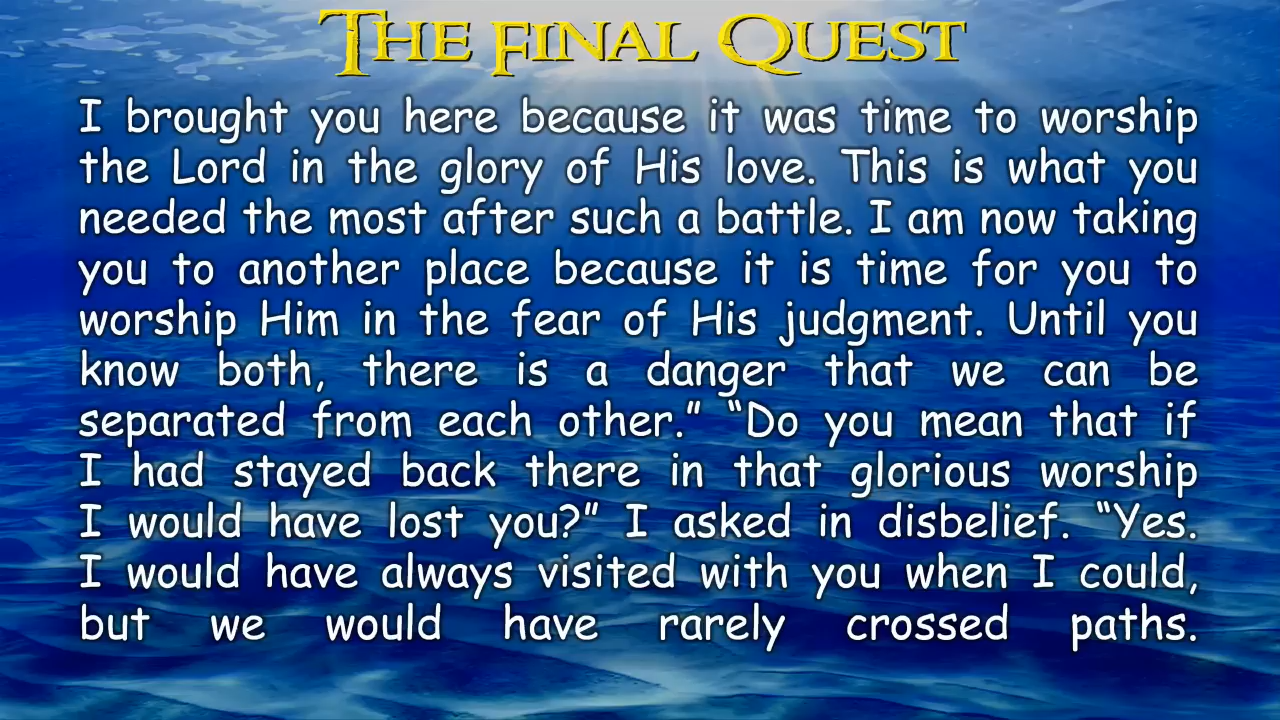 The Final Quest
I brought you here because it was time to worship
the Lord in the glory of His love. This is what you
needed the most after such a battle. I am now taking
you to another place because it is time for you to
worship Him in the fear of His judgment. Until you
know both, there is a danger that we can be
separated from each other.” “Do you mean that if
I had stayed back there in that glorious worship
I would have lost you?” I asked in disbelief. “Yes.
I would have always visited with you when I could,
but we would have rarely crossed paths.